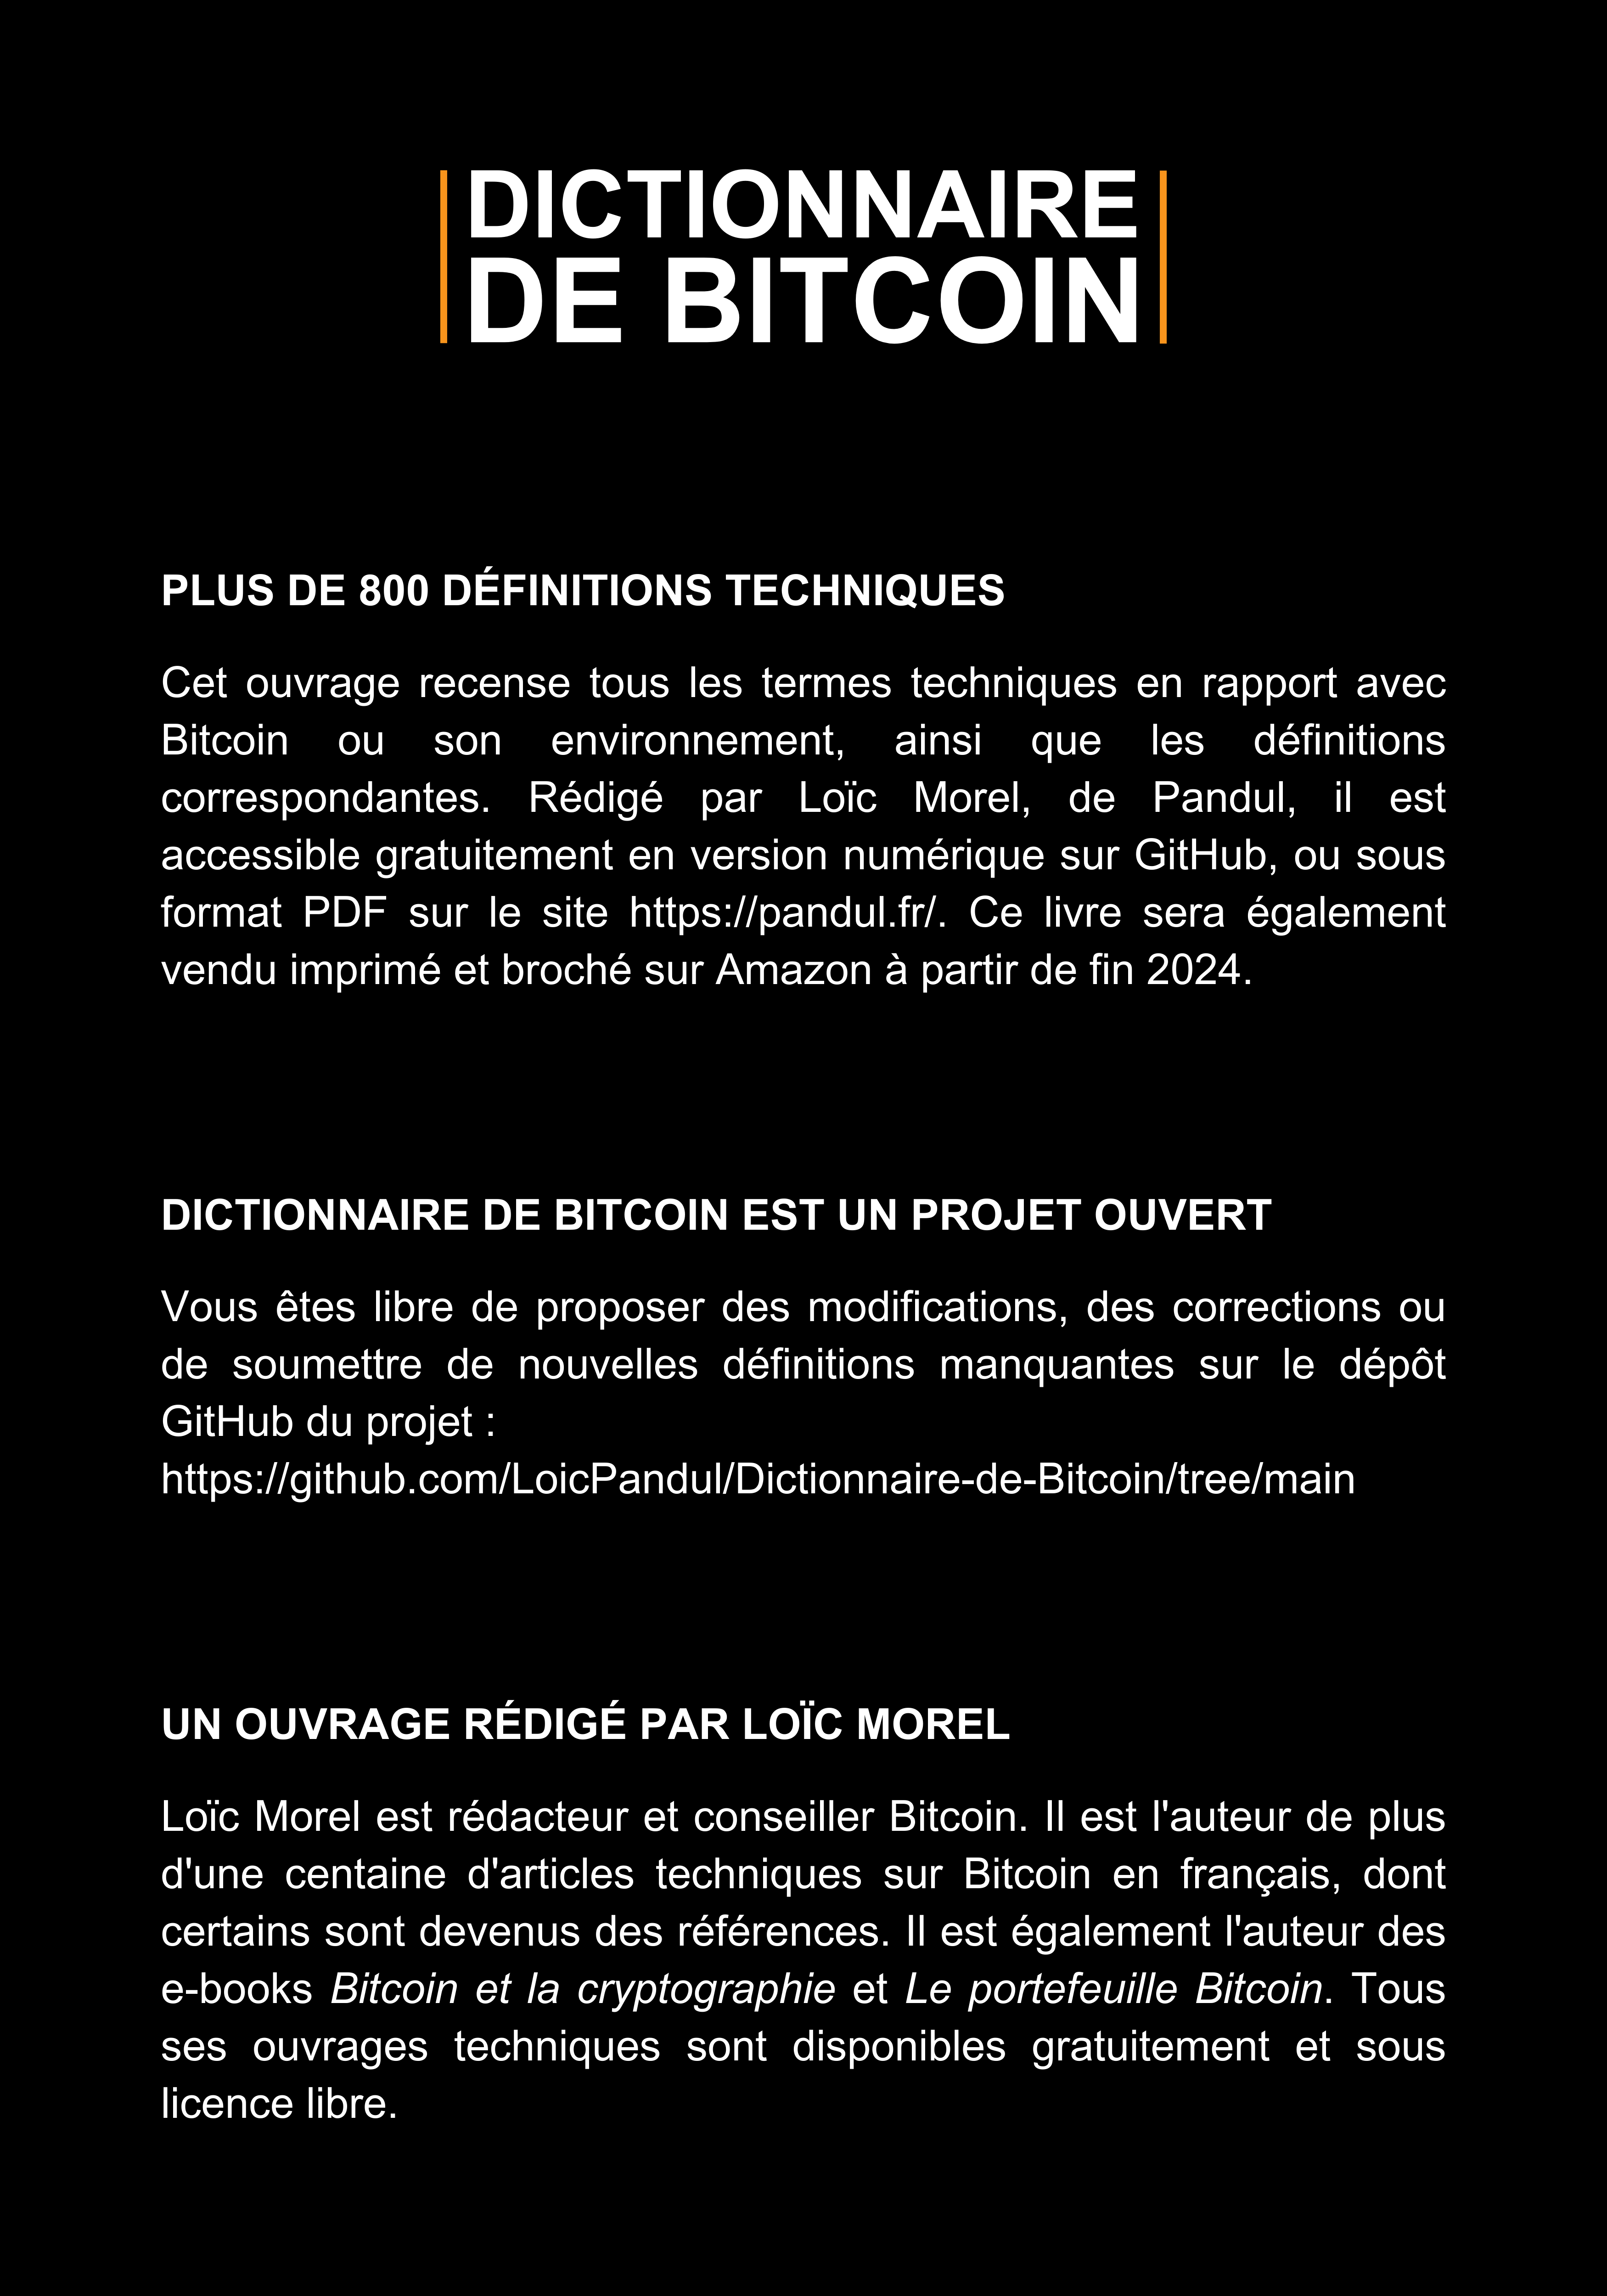 DICTIONNAIRE
DE BITCOIN
PLUS DE 800 DÉFINITIONS TECHNIQUES
Cet ouvrage recense tous les termes techniques en rapport avec
Bitcoin ou son environnement, ainsi que les définitions
correspondantes. Rédigé par Loïc Morel, de Pandul, il est
accessible gratuitement en version numérique sur GitHub, ou sous
format PDF sur le site https://pandul.fr/. Ce livre sera également
vendu imprimé et broché sur Amazon à partir de fin 2024.
DICTIONNAIRE DE BITCOIN EST UN PROJET OUVERT
Vous êtes libre de proposer des modifications, des corrections ou
de soumettre de nouvelles définitions manquantes sur le dépôt
GitHub du projet :
https://github.com/LoicPandul/Dictionnaire-de-Bitcoin/tree/main
UN OUVRAGE RÉDIGÉ PAR LOÏC MOREL
Loïc Morel est rédacteur et conseiller Bitcoin. Il est l'auteur de plus
d'une centaine d'articles techniques sur Bitcoin en français, dont
certains sont devenus des références. Il est également l'auteur des
e-books Bitcoin et la cryptographie et Le portefeuille Bitcoin. Tous
ses ouvrages techniques sont disponibles gratuitement et sous
licence libre.